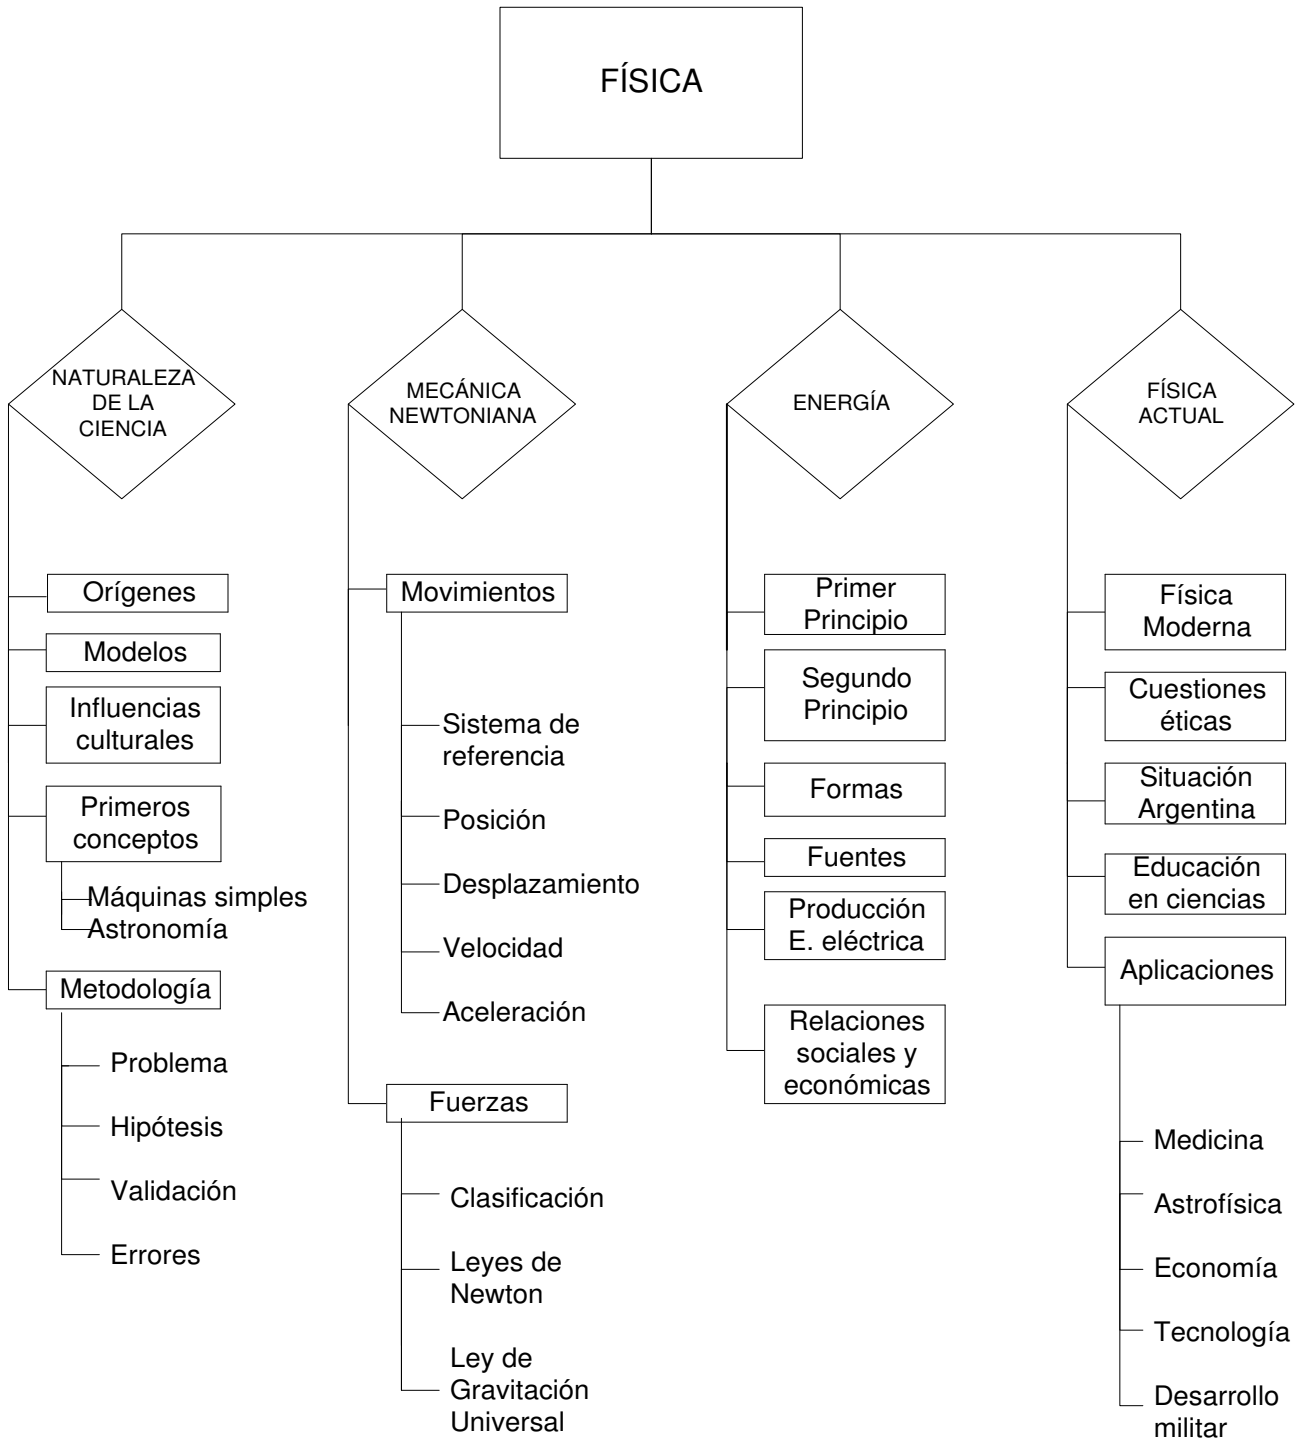 FÍSICA
NATURALEZA
DE LA
CIENCIA
Orígenes
Modelos
Influencias
culturales
Primeros
conceptos
Máquinas simples
Astronomía
Metodología
Problema
Hipótesis
Validación
Errores
MECÁNICA
NEWTONIANA
Movimientos
Sistema de
referencia
Posición
Desplazamiento
Velocidad
Aceleración
Fuerzas
Clasificación
Leyes de
Newton
Ley de
Gravitación
Universal
ENERGÍA
Primer
Principio
Segundo
Principio
Formas
Fuentes
Producción
E. eléctrica
Relaciones
sociales y
económicas
FÍSICA
ACTUAL
Física
Moderna
Cuestiones
éticas
Situación
Argentina
Educación
en ciencias
Aplicaciones
Medicina
Astrofísica
Economía
Tecnología
Desarrollo
militar